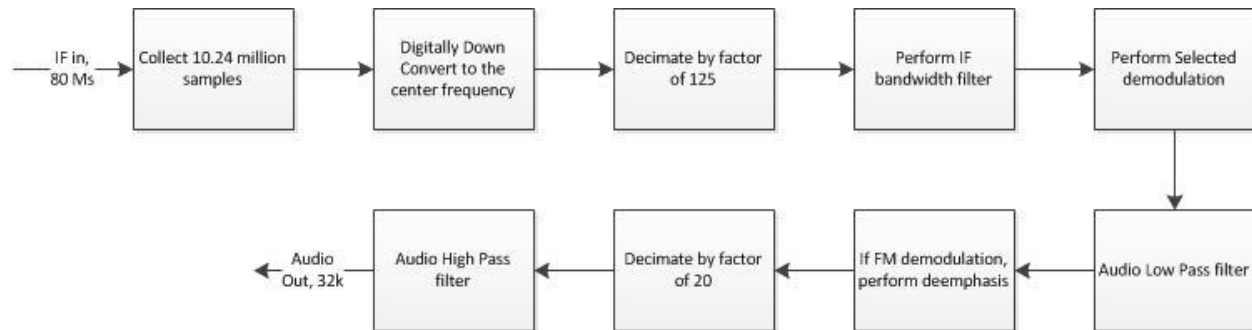 IF in,
80 Ms
Collect 10.24 million
samples
Digitally Down
Convert to the
center frequency
Decimate by factor
of 125
Perform IF
bandwidth filter
Perform Selected
demodulation
Audio Low Pass filter
If FM demodulation,
perform deemphasis
Decimate by factor
of 20
Audio High Pass
filter
Audio
Out, 32k